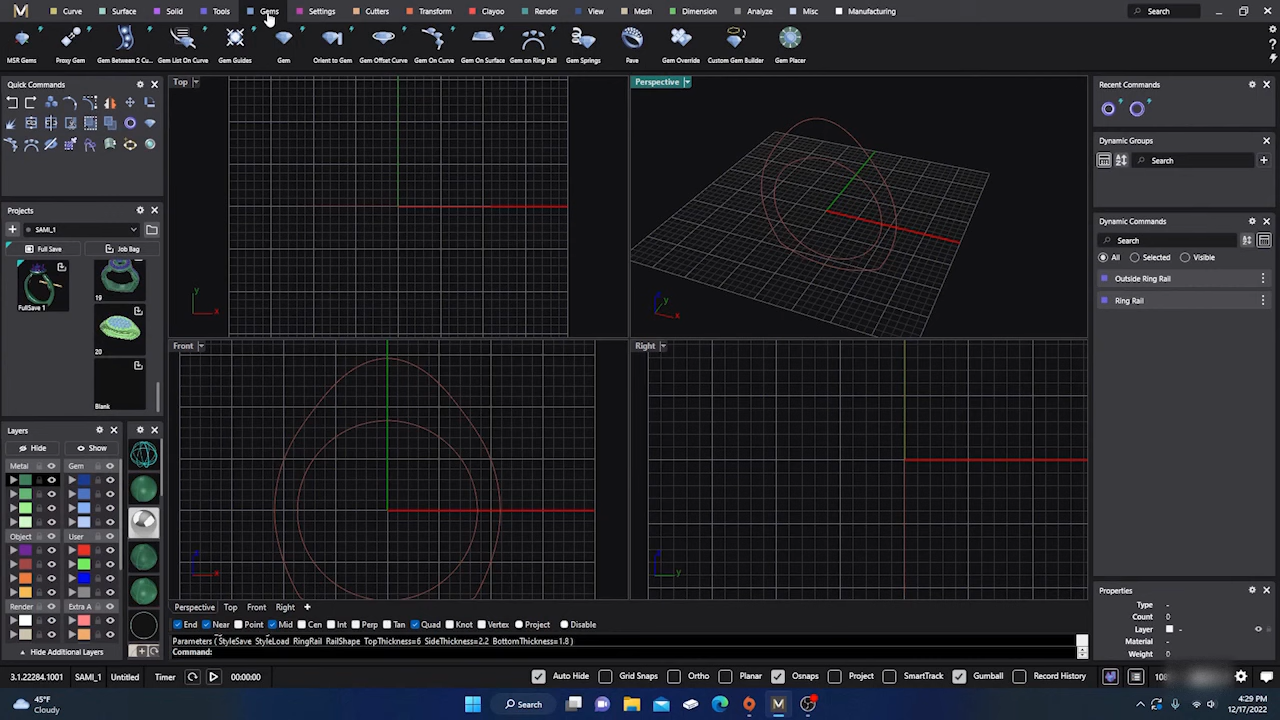 Curve Surface Solid Tools Gems Settings Cutters Transform Clayoo Render View Mesh Dimension Analyze Misc Manufacturing Search
MSR Gems Proxy Gem Gem Between 2 Cu... Gem List On Curve Gem Guides Gem Orient to Gem Gem Offset Curve Gem On Curve Gem On Surface Gem on Ring Rail Gem Springs Pave Gem Override Custom Gem Builder Gem Placer
Quick Commands
Projects
SAMI_1
Full Save Job Bag
FullSave 1
19
20
Blank
Layers
Hide Show
Metal Gem
Object User
Render Extra A
Hide Additional Layers
Top
y
x
Perspective
y
x
Front
x
Right
y
Perspective Top Front Right
End Near Point Mid Cen Int Perp Tan Quad Knot Vertex Project Disable
Parameters ( StyleSave StyleLoad RingRail RailShape TopThickness=6 SideThickness=2.2 BottomThickness=1.8 )
Command:
Recent Commands
Dynamic Groups
Search
Dynamic Commands
Search
All Selected Visible
Outside Ring Rail
Ring Rail
Properties
Type -
Count 0
Layer -
Material -
Weight 0
3.1.22284.1001 SAMI_1 Untitled Timer 00:00:00 Auto Hide Grid Snaps Ortho Planar Osnaps Project SmartTrack Gumball Record History
45°F
Cloudy
Search
4:29 PM
12/17/2022